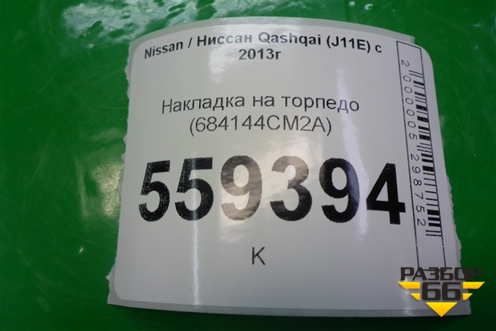 Nissan / Ниссан Qashqai (J11E) с
2013г
Накладка на торпедо
(684144CM2A)
559394
К
2000005298752
РАЗБОР
66